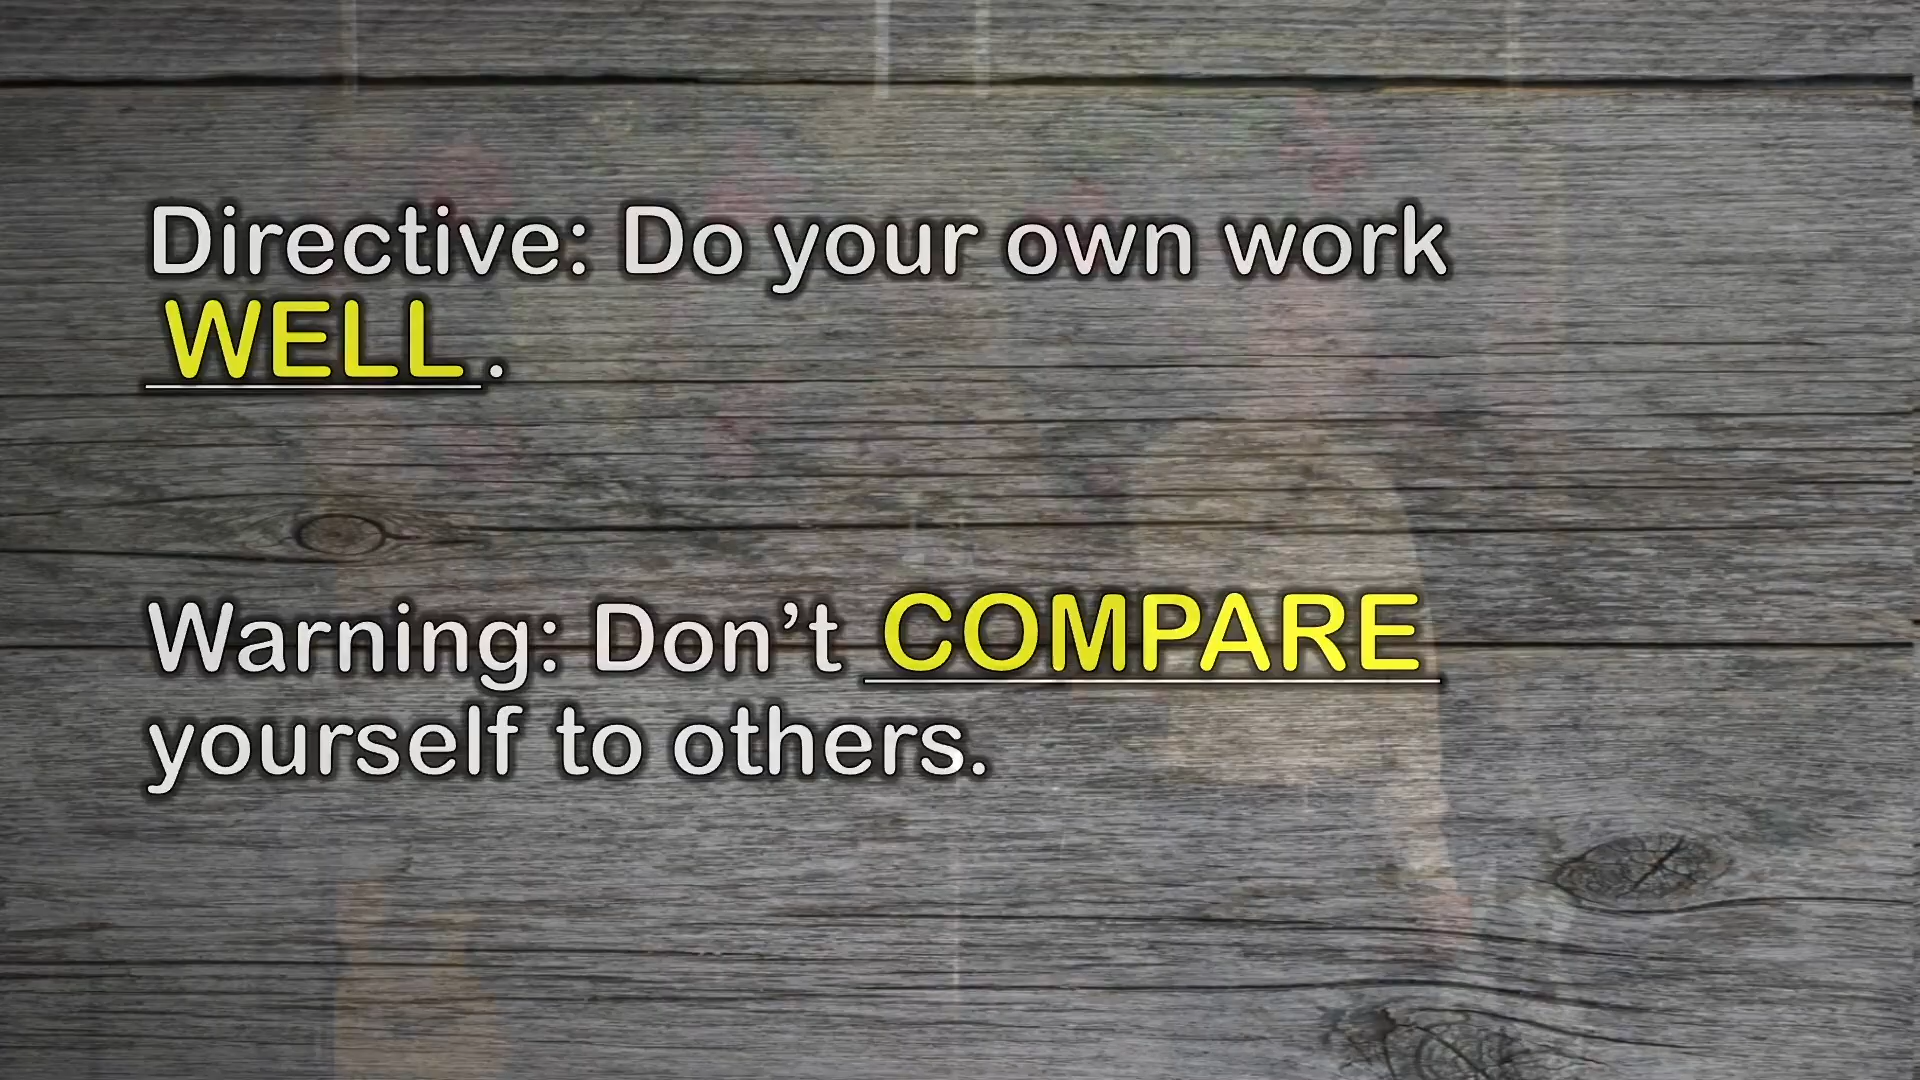 Directive: Do your own work
WELL.
Warning: Don’t COMPARE
yourself to others.